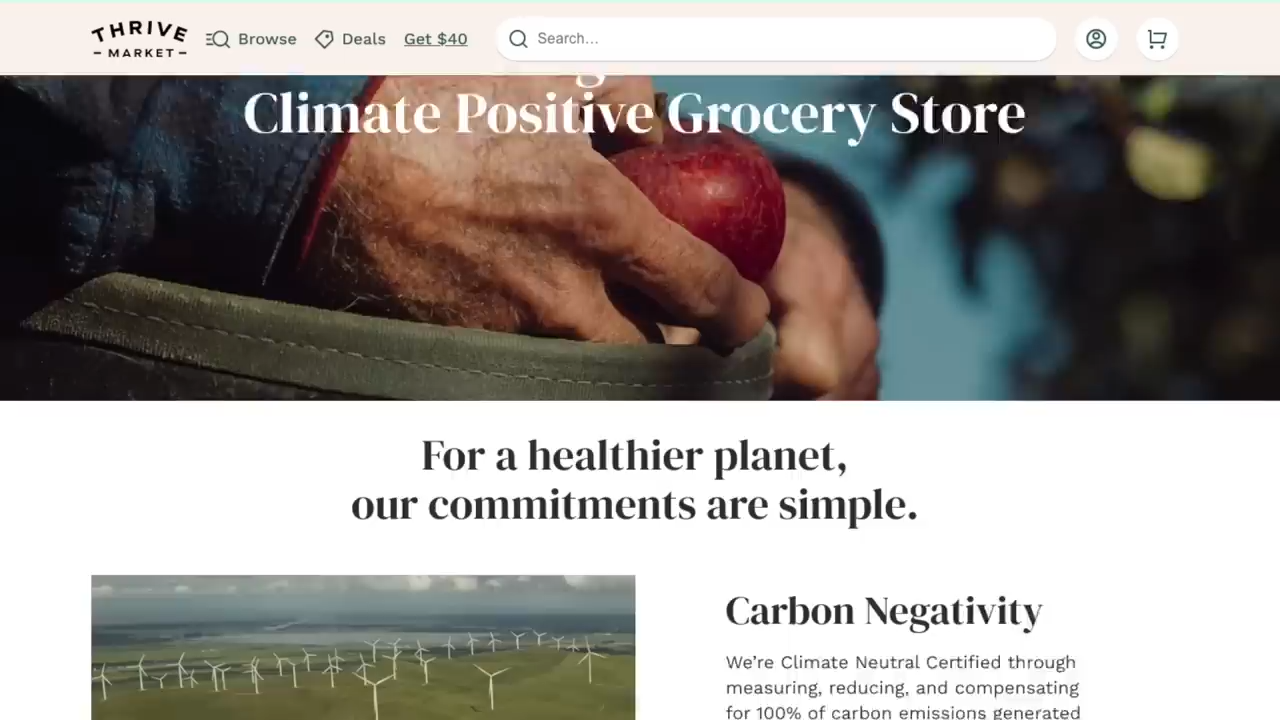 THRIVE
MARKET
Browse
Deals
Get $40
Search...
Climate Positive Grocery Store
For a healthier planet,
our commitments are simple.
Carbon Negativity
We're Climate Neutral Certified through
measuring, reducing, and compensating
for 100% of carbon emissions generated